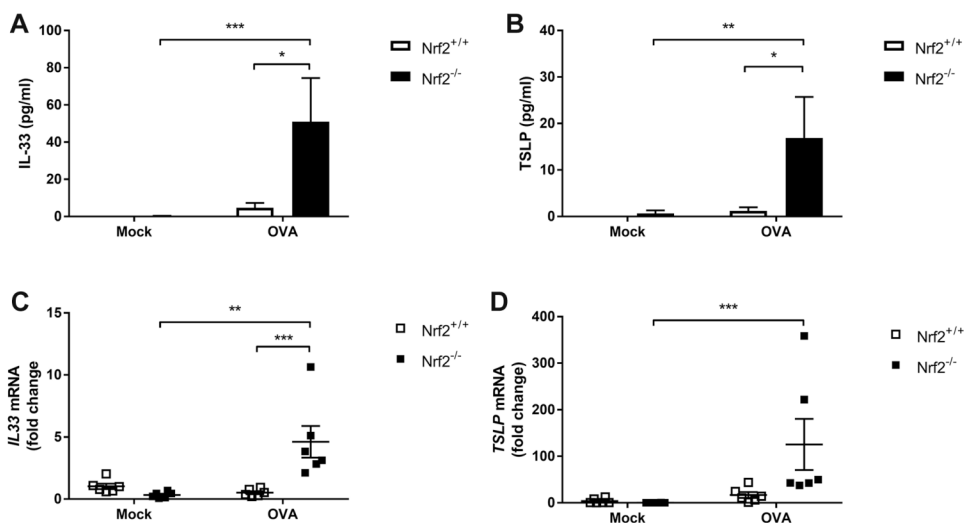 A
IL-33 (pg/ml)
100
80
60
40
20
0
***
*
Mock
OVA
Nrf2+/+
Nrf2-/-
B
TSLP (pg/ml)
40
30
20
10
0
**
*
Mock
OVA
Nrf2+/+
Nrf2-/-
C
IL33 mRNA
(fold change)
15
10
5
0
**
***
Mock
OVA
Nrf2+/+
Nrf2-/-
D
TSLP mRNA
(fold change)
400
300
200
100
0
***
Mock
OVA
Nrf2+/+
Nrf2-/-